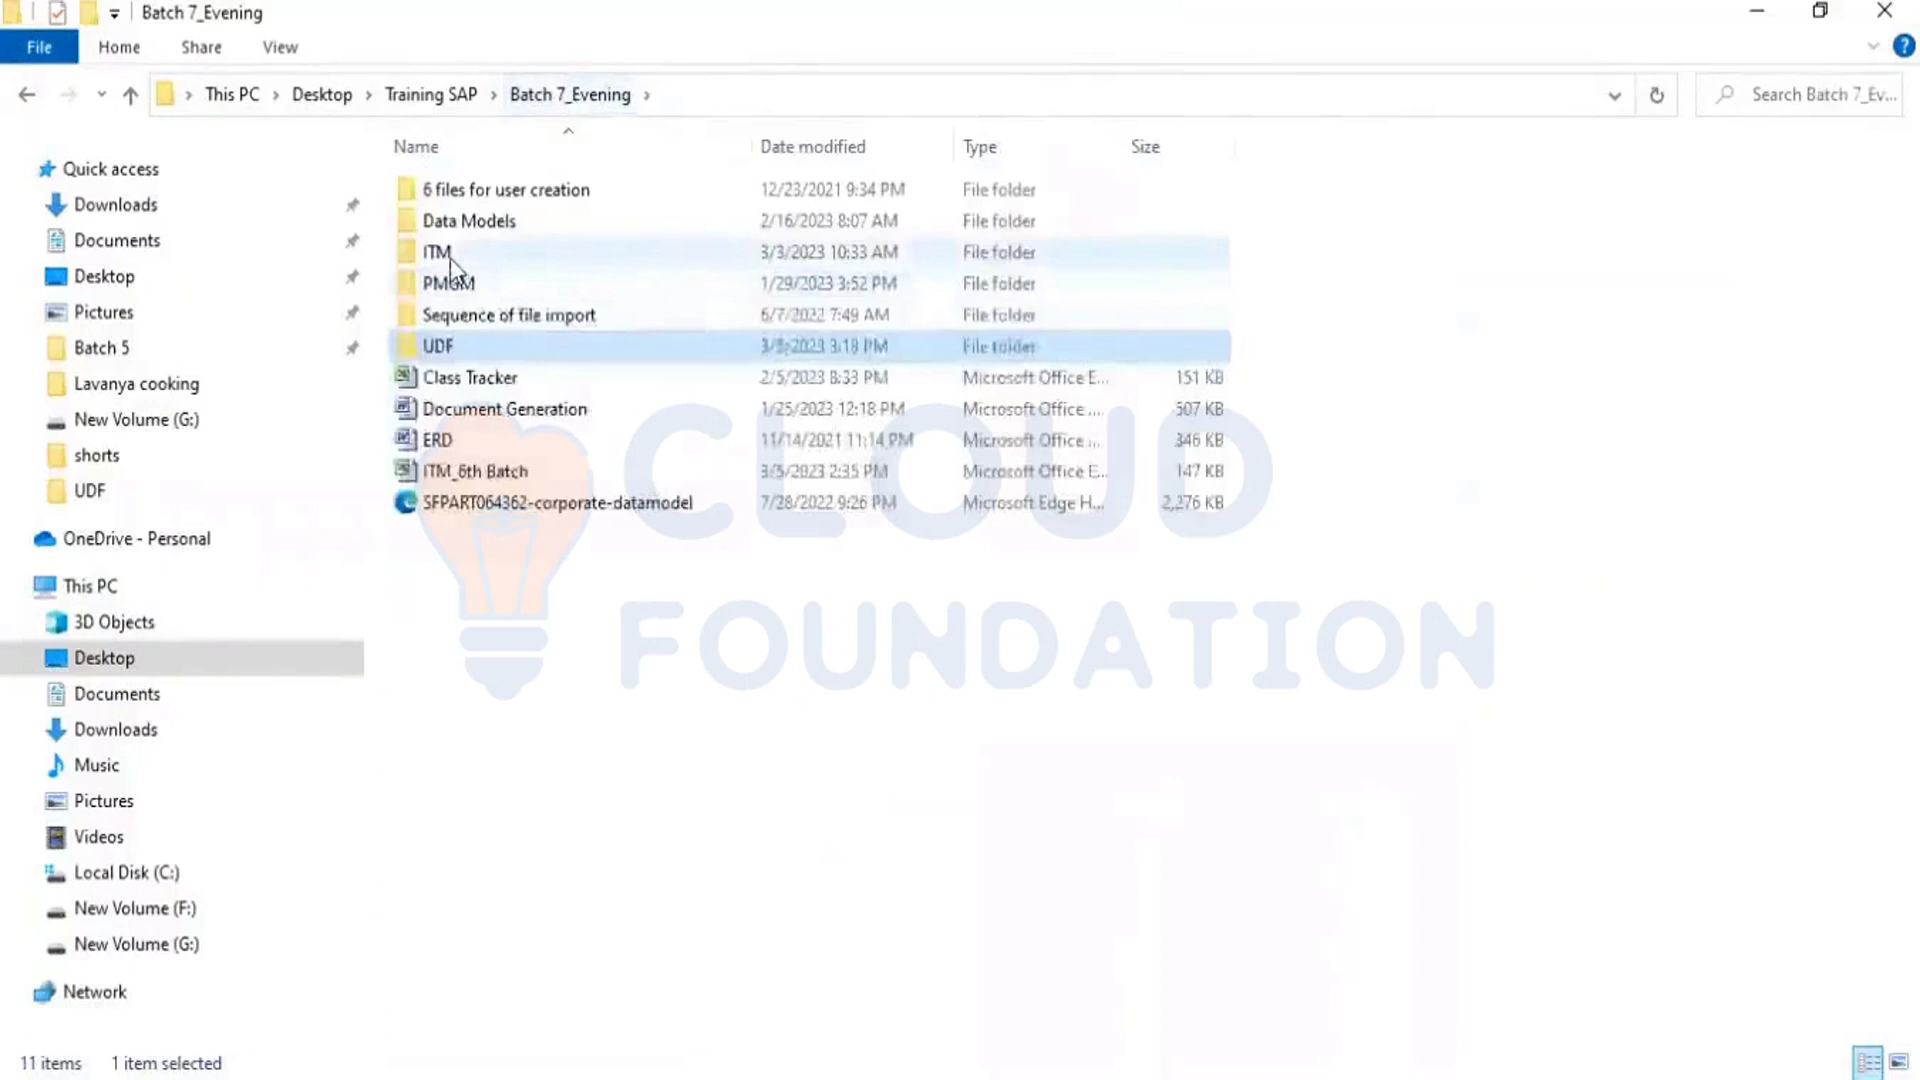 Batch 7_Evening
File Home Share View
This PC Desktop Training SAP Batch 7_Evening Search Batch 7_Ev...
Name Date modified Type Size
Quick access
Downloads
Documents
Desktop
Pictures
Batch 5
Lavanya cooking
New Volume (G:)
shorts
UDF
OneDrive - Personal
This PC
3D Objects
Desktop
Documents
Downloads
Music
Pictures
Videos
Local Disk (C:)
New Volume (F:)
New Volume (G:)
Network
6 files for user creation 12/23/2021 9:34 PM File folder
Data Models 2/16/2023 8:07 AM File folder
ITM 3/3/2023 10:33 AM File folder
1/29/2023 3:52 PM File folder
Sequence of file import 6/7/2022 7:49 AM File folder
UDF 3:18 PM File folder
Class Tracker 2/5/2023 8:33 PM Microsoft Office E... 151 KB
Document Generation 1/25/2023 12:18 PM Microsoft Office ... 507 KB
ERD 11/14/2021 11:14 PM Microsoft Office ... 346 KB
ITM_6th Batch 3/5/2023 2:35 PM Microsoft Office E... 147 KB
SFPART064362-corporate-datamodel 7/28/2022 9:26 PM Microsoft Edge H... 2,276 KB
CLOUD
FOUNDATION
11 items 1 item selected